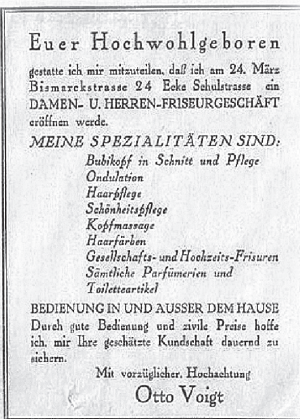 Euer Hochwohlgeboren
gestatte ich mir mitzuteilen, daß ich am 24. März
Bismarckstrasse 24 Ecke Schulstrasse ein
DAMEN- U. HERREN-FRISEURGESCHÄFT
eröffnen werde.
MEINE SPEZIALITÄTEN SIND:
Bubikopf in Schnitt und Pflege
Ondulation
Haarpflege
Schönheitspflege
Kopfmassage
Haarfärben
Gesellschafts- und Hochzeits-Frisuren
Sämtliche Parfümerien und
Toiletteartikel
BEDIENUNG IN UND AUSSER DEM HAUSE
Durch gute Bedienung und zivile Preise hoffe
ich, mir Ihre geschätzte Kundschaft dauernd zu
sichern.
Mit vorzüglicher Hochachtung
Otto Voigt